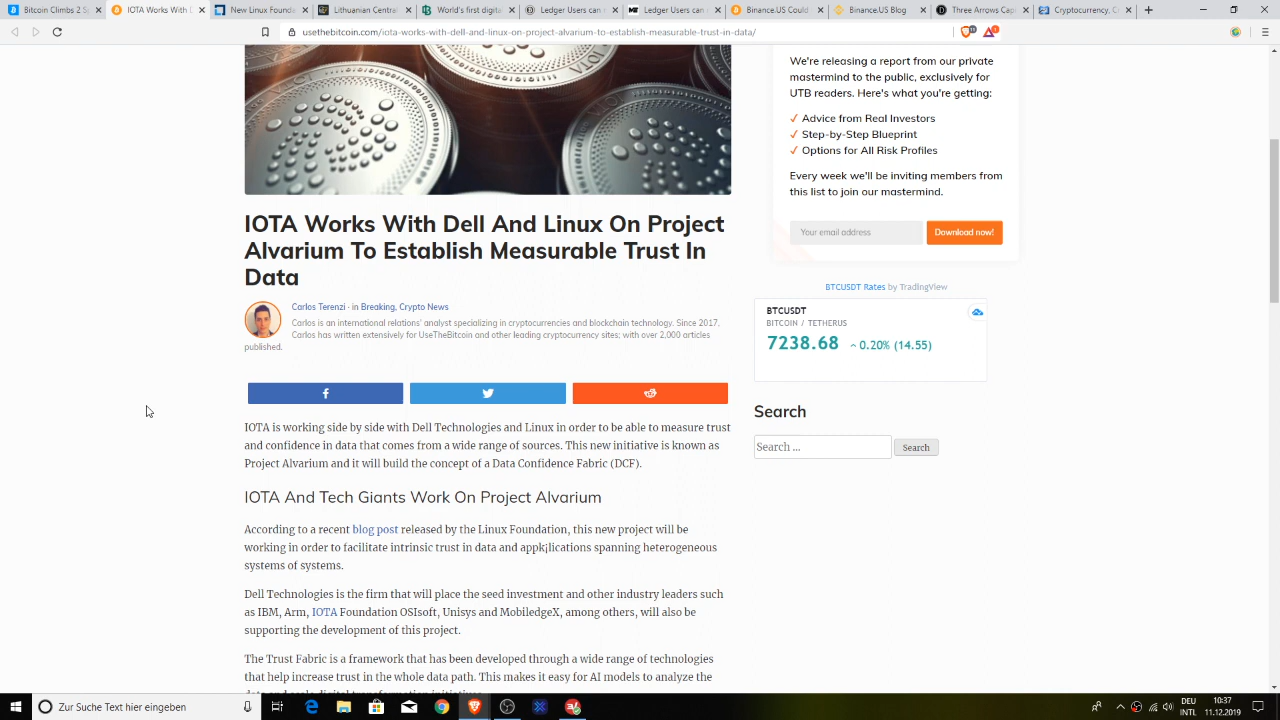 Bitcoin Climbs 2 S
IOTA Works With D
New Linux Foundat
Lithuanian Central
World's first digital
Ledger Users can n
Ledger Users can
Binance.US Could
Binance.US Blog
Three Arrows Cap
Cryptocurrency, C
usethebitcoin.com/iota-works-with-dell-and-linux-on-project-alvarium-to-establish-measurable-trust-in-data/
We're releasing a report from our private
mastermind to the public, exclusively for
UTB readers. Here's what you're getting:
✓ Advice from Real Investors
✓ Step-by-Step Blueprint
✓ Options for All Risk Profiles
Every week we'll be inviting members from
this list to join our mastermind.
Your email address
Download now!
IOTA Works With Dell And Linux On Project
Alvarium To Establish Measurable Trust In
Data
Carlos Terenzi · in Breaking, Crypto News
Carlos is an international relations' analyst specializing in cryptocurrencies and blockchain technology. Since 2017,
Carlos has written extensively for UseTheBitcoin and other leading cryptocurrency sites; with over 2,000 articles
published.
BTCUSDT Rates by TradingView
BTCUSDT
BITCOIN / TETHERUS
7238.68 0.20% (14.55)
Search
Search ...
Search
IOTA is working side by side with Dell Technologies and Linux in order to be able to measure trust
and confidence in data that comes from a wide range of sources. This new initiative is known as
Project Alvarium and it will build the concept of a Data Confidence Fabric (DCF).
IOTA And Tech Giants Work On Project Alvarium
According to a recent blog post released by the Linux Foundation, this new project will be
working in order to facilitate intrinsic trust in data and appk¡lications spanning heterogeneous
systems of systems.
Dell Technologies is the firm that will place the seed investment and other industry leaders such
as IBM, Arm, IOTA Foundation OSIsoft, Unisys and MobiledgeX, among others, will also be
supporting the development of this project.
The Trust Fabric is a framework that has been developed through a wide range of technologies
that help increase trust in the whole data path. This makes it easy for AI models to analyze the
data and scale digital transformation initiatives.
Zur Suche Text hier eingeben
DEU
INTL
10:37
11.12.2019